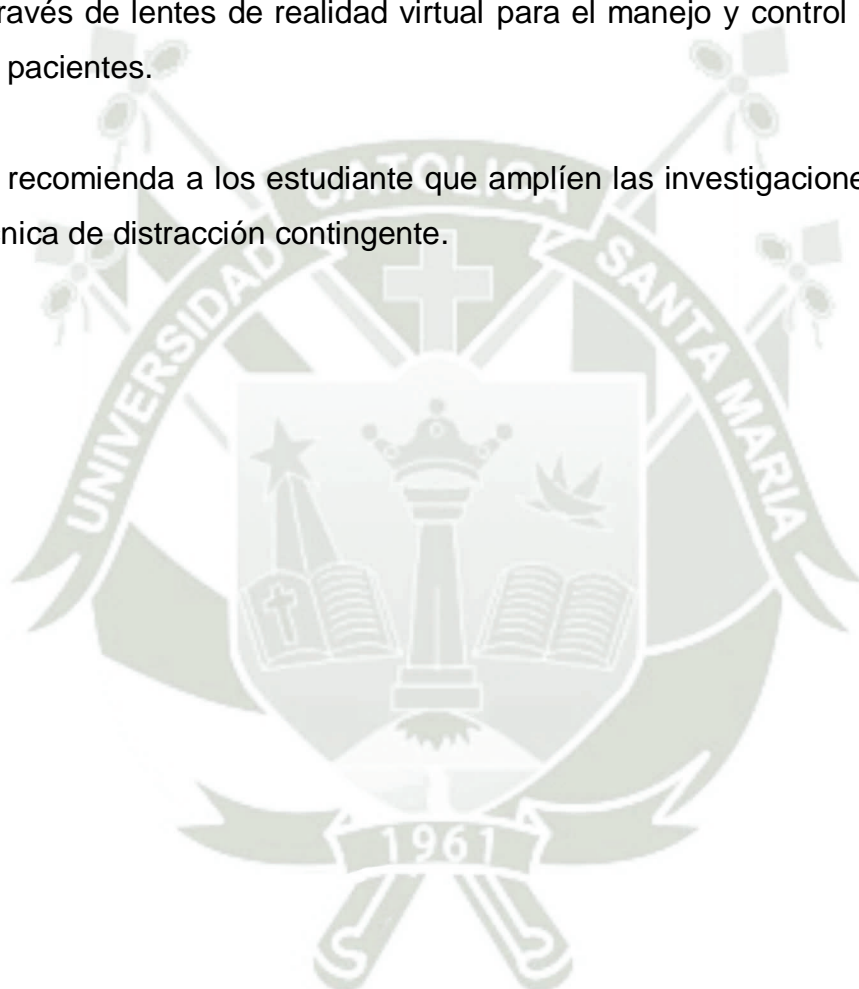 ravés de lentes de realidad virtual para el manejo y control
pacientes.
recomienda a los estudiante que amplíen las investigacione
nica de distracción contingente.
UNIVERSIDAD CATOLICA SANTA MARIA
1961